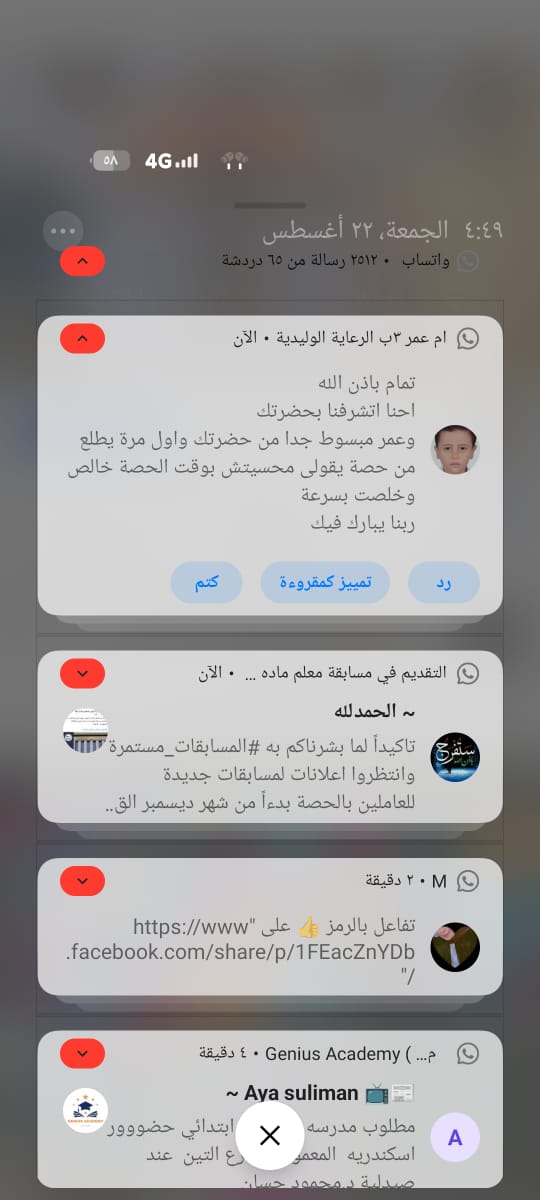 ٥٨ 4G
٤:٤٩ الجمعة، ٢٢ أغسطس
واتساب • ٢٥١٢ رسالة من ٦٥ دردشة
ام عمر ٣ب الرعاية الوليدية • الآن
تمام باذن الله
احنا اتشرفنا بحضرتك
وعمر مبسوط جدا من حضرتك واول مرة يطلع
من حصة يقولى محسيتش بوقت الحصة خالص
وخلصت بسرعة
ربنا يبارك فيك
رد
تمييز كمقروءة
كتم
التقديم في مسابقة معلم ماده ... • الآن
~ الحمدلله
تاكيداً لما بشرناكم به #المسابقات_مستمرة
وانتظروا اعلانات لمسابقات جديدة
للعاملين بالحصة بدءاً من شهر ديسمبر الق..
ستفرج
M • ٢ دقيقة
تفاعل بالرمز 👍 على "https://www
.facebook.com/share/p/1FEacZnYDb
/"
م... ( Genius Academy • ٤ دقيقة
~ Aya suliman 📺📰
مطلوب مدرسه ابتدائي حضووور
اسكندريه التين عند
صيدلية د.محمود حسان
A
GENIUS ACADEMY